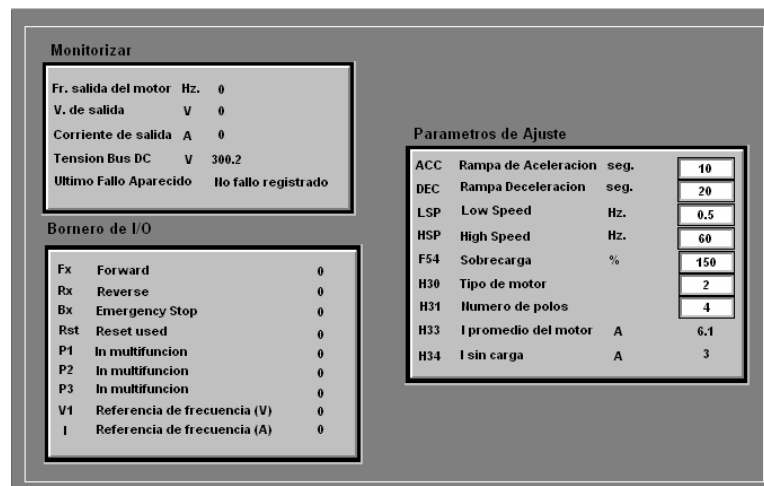 Monitorizar
Fr. salida del motor Hz. 0
V. de salida V 0
Corriente de salida A 0
Tension Bus DC V 300.2
Ultimo Fallo Aparecido No fallo registrado
Bornero de I/O
Fx Forward 0
Rx Reverse 0
Bx Emergency Stop 0
Rst Reset used 0
P1 In multifuncion 0
P2 In multifuncion 0
P3 In multifuncion 0
V1 Referencia de frecuencia (V) 0
I Referencia de frecuencia (A) 0
Parametros de Ajuste
ACC Rampa de Aceleracion seg. 10
DEC Rampa Deceleracion seg. 20
LSP Low Speed Hz. 0.5
HSP High Speed Hz. 60
F54 Sobrecarga % 150
H30 Tipo de motor 2
H31 Numero de polos 4
H33 I promedio del motor A 6.1
H34 I sin carga A 3